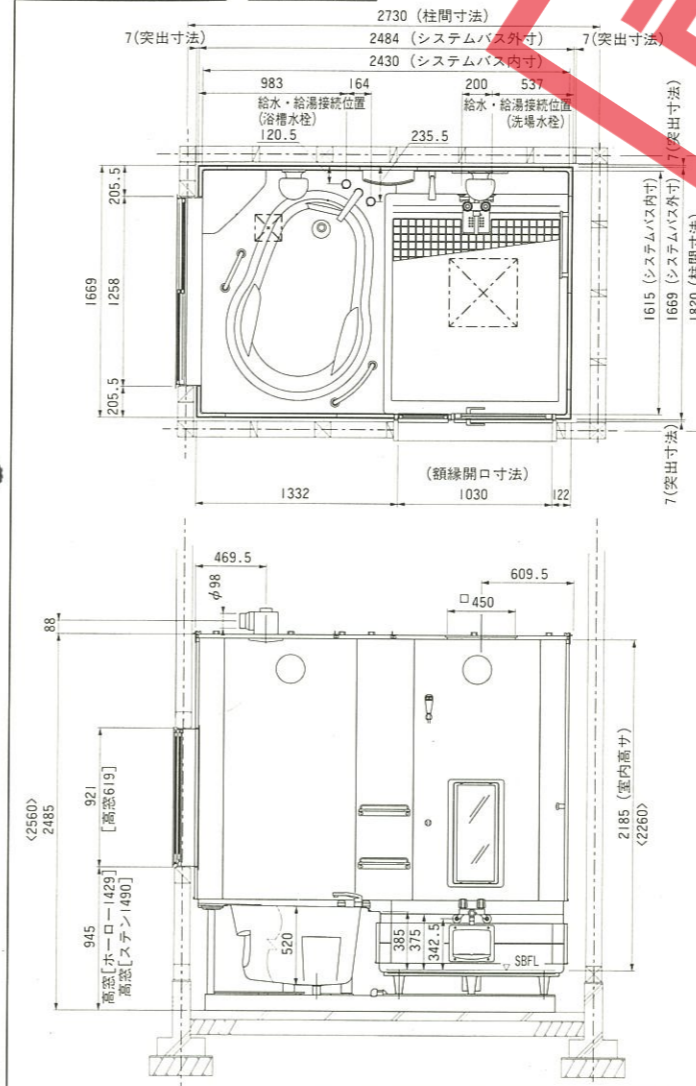 2730 (柱間寸法)
7(突出寸法) 2484 (システムバス外寸) 7(突出寸法)
2430 (システムバス内寸)
983 164 200 537
給水・給湯接続位置 給水・給湯接続位置
(浴槽水栓) (洗場水栓)
120.5 235.5
7(突出寸法)
205.5
1669
1258
205.5
1615 (システムバス内寸)
1669 (システムバス外寸)
1820 (柱間寸法)
7(突出寸法)
(額縁開口寸法)
1332 1030 122
469.5 609.5
φ98
□450
88
<2560>
2485
921
[高窓619]
945
高窓[ホーロー1429]
高窓[ステン1490]
2185 (室内高サ)
<2260>
520
385
375
342.5
SBFL